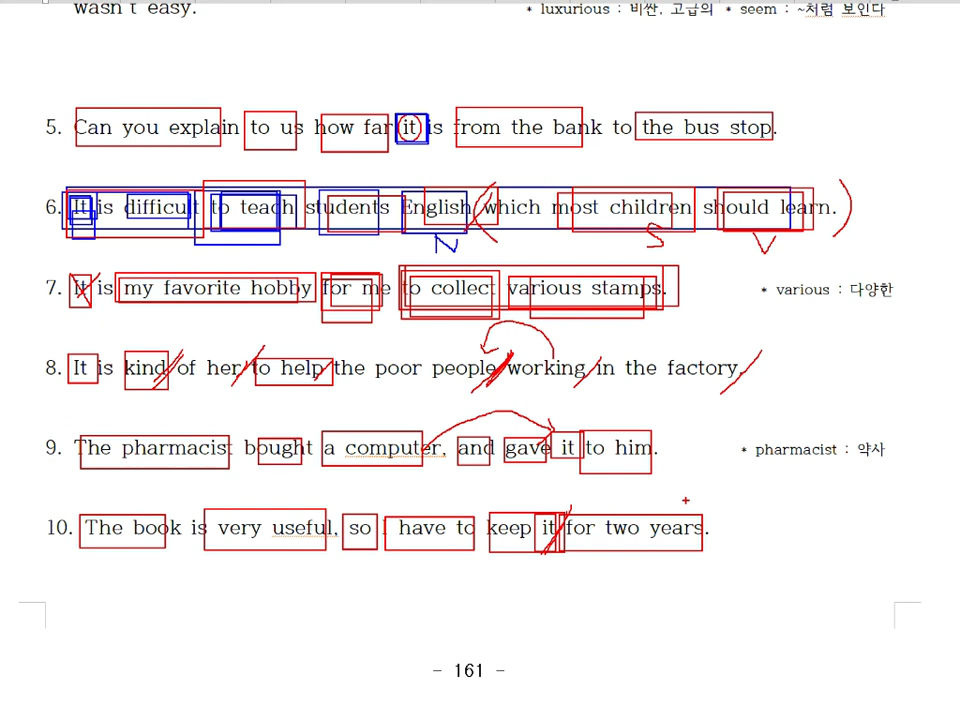 wasn't easy. * luxurious : 비싼, 고급의 * seem : ~처럼 보인다
5. Can you explain to us how far it is from the bank to the bus stop.
6. It is difficult to teach students English which most children should learn.
N S V
7. It is my favorite hobby for me to collect various stamps. * various : 다양한
8. It is kind of her to help the poor people working in the factory.
9. The pharmacist bought a computer, and gave it to him. * pharmacist : 약사
10. The book is very useful, so I have to keep it for two years.
- 161 -